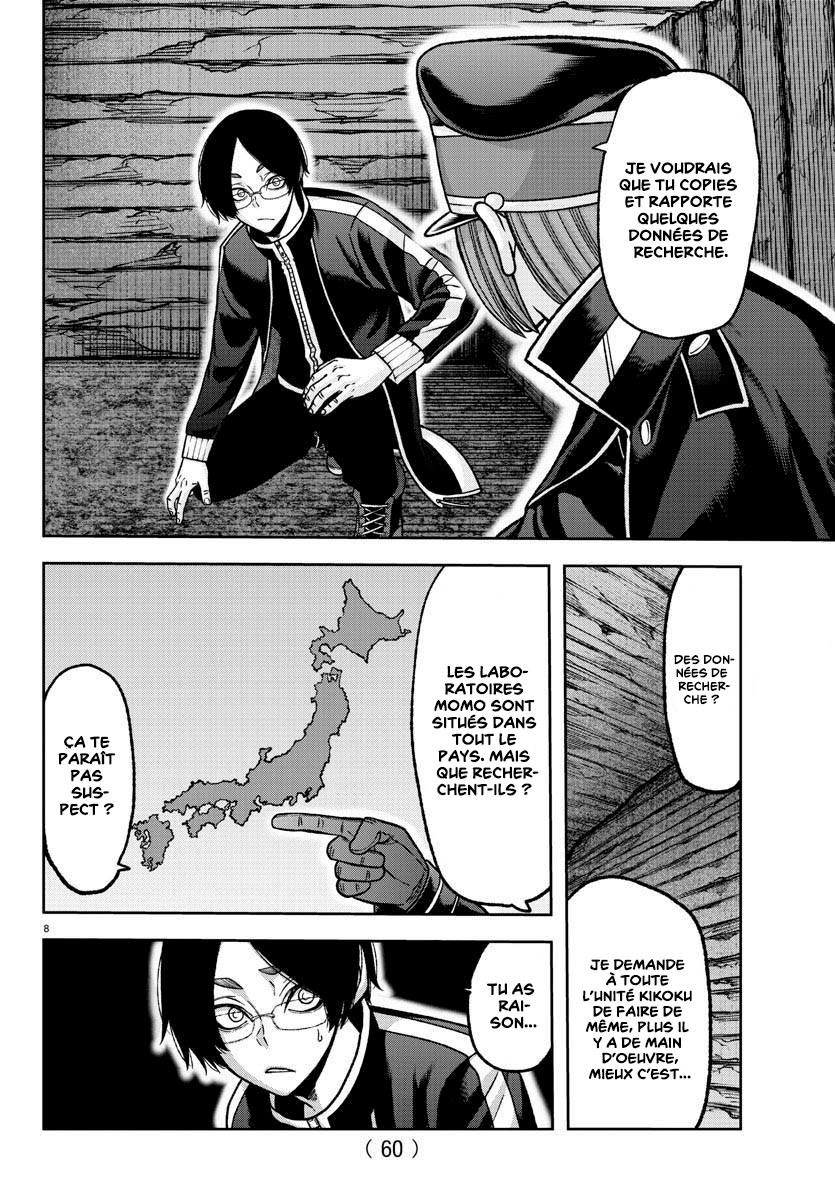 JE VOUDRAIS
QUE TU COPIES
ET RAPPORTE
QUELQUES
DONNÉES DE
RECHERCHE.
DES DON-
NÉES DE
RECHER-
CHE ?
JE DEMANDE
À TOUTE
L'UNITÉ KIKOKU
DE FAIRE DE
MÊME, PLUS IL
Y A DE MAIN
D'OEUVRE,
MIEUX C'EST...
LES LABO-
RATOIRES
MOMO SONT
SITUÉS DANS
TOUT LE
PAYS. MAIS
QUE RECHER-
CHENT-ILS ?
ÇA TE
PARAÎT
PAS
SUS-
PECT ?
8
TU AS
RAI-
SON...
( 60 )